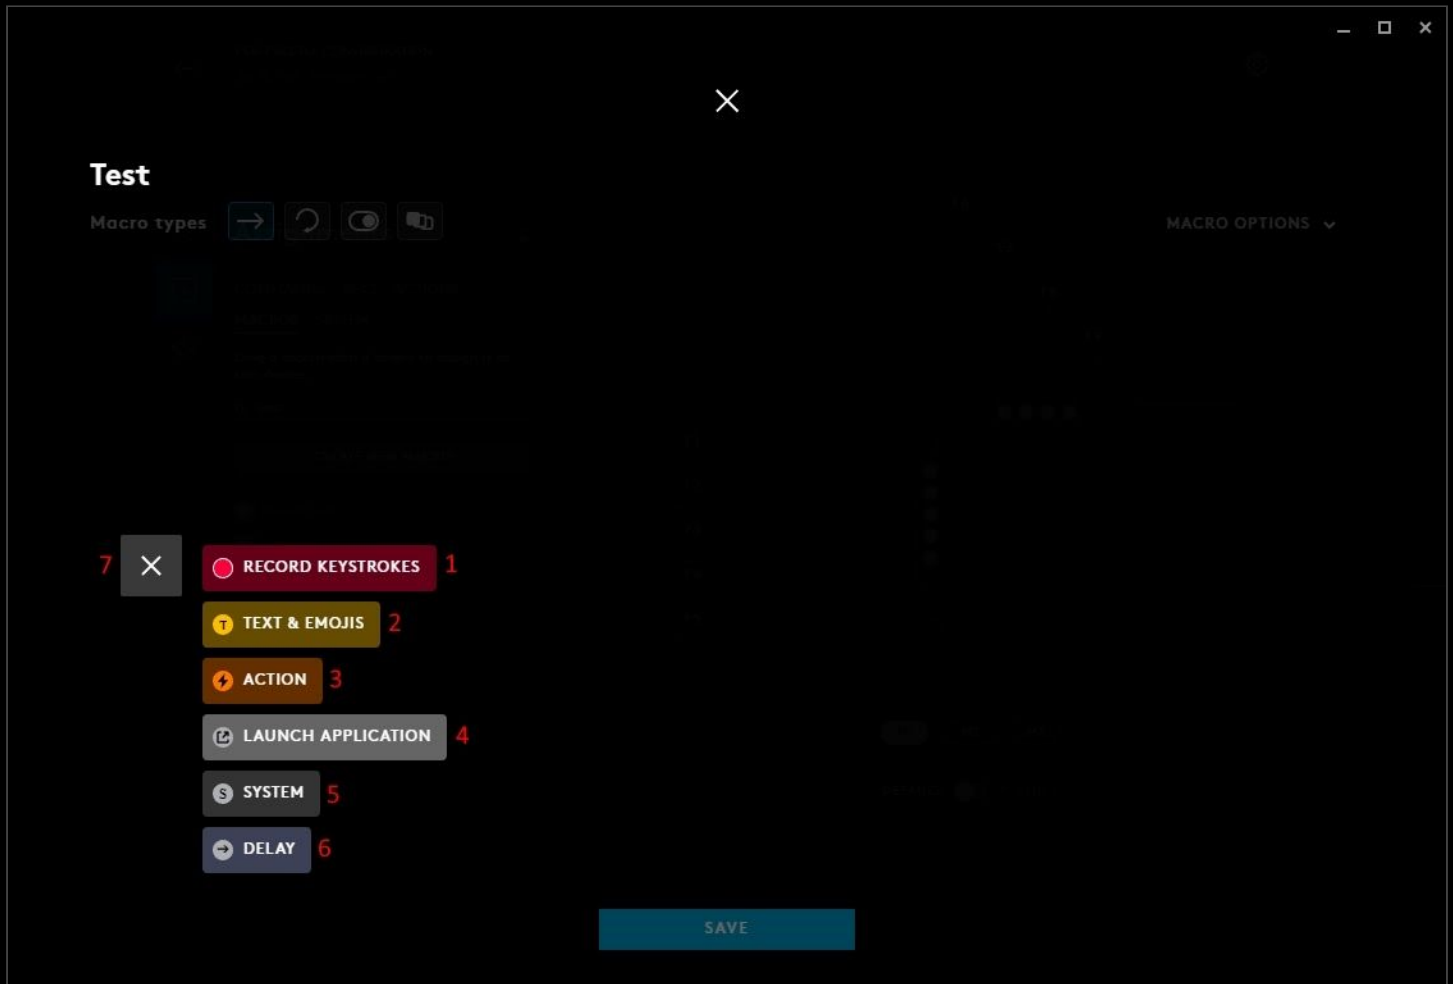 Test
Macro types
MACRO OPTIONS
7
RECORD KEYSTROKES 1
T TEXT & EMOJIS 2
ACTION 3
LAUNCH APPLICATION 4
S SYSTEM 5
DELAY 6
SAVE